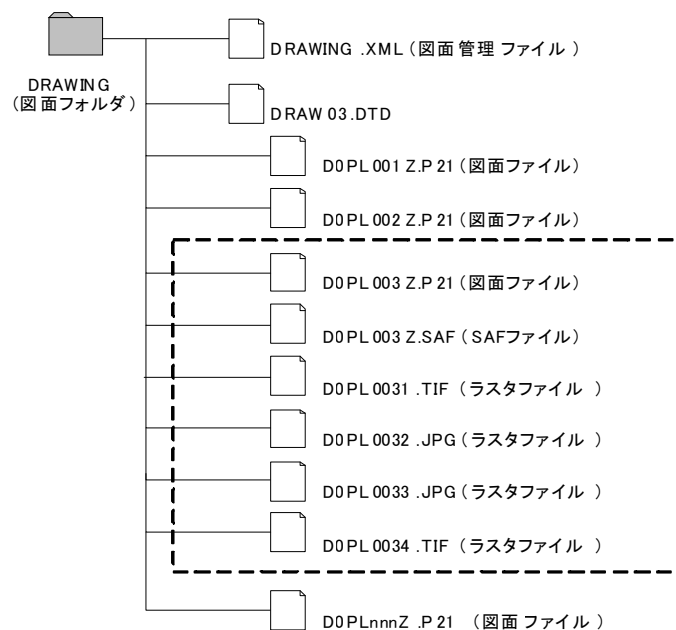 DRAWING .XML (図面管理ファイル)
DRAWING
(図面フォルダ)
DRAW03.DTD
D0PL001Z.P21(図面ファイル)
D0PL002Z.P21(図面ファイル)
D0PL003Z.P21(図面ファイル)
D0PL003Z.SAF(SAFファイル)
D0PL0031.TIF (ラスタファイル )
D0PL0032.JPG(ラスタファイル )
D0PL0033.JPG(ラスタファイル )
D0PL0034.TIF (ラスタファイル )
D0PLnnnZ.P21 (図面ファイル)